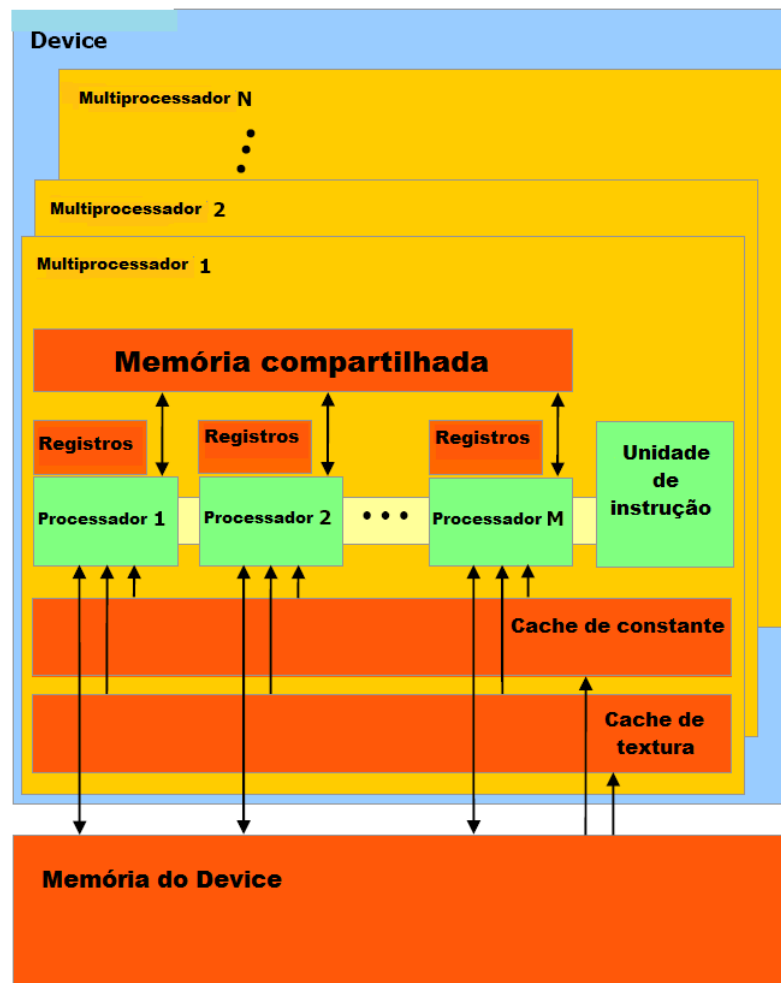 Device
Multiprocessador N
Multiprocessador 2
Multiprocessador 1
Memória compartilhada
Registros
Registros
Registros
Unidade
de
instrução
Processador 1
Processador 2
Processador M
Cache de constante
Cache de
textura
Memória do Device